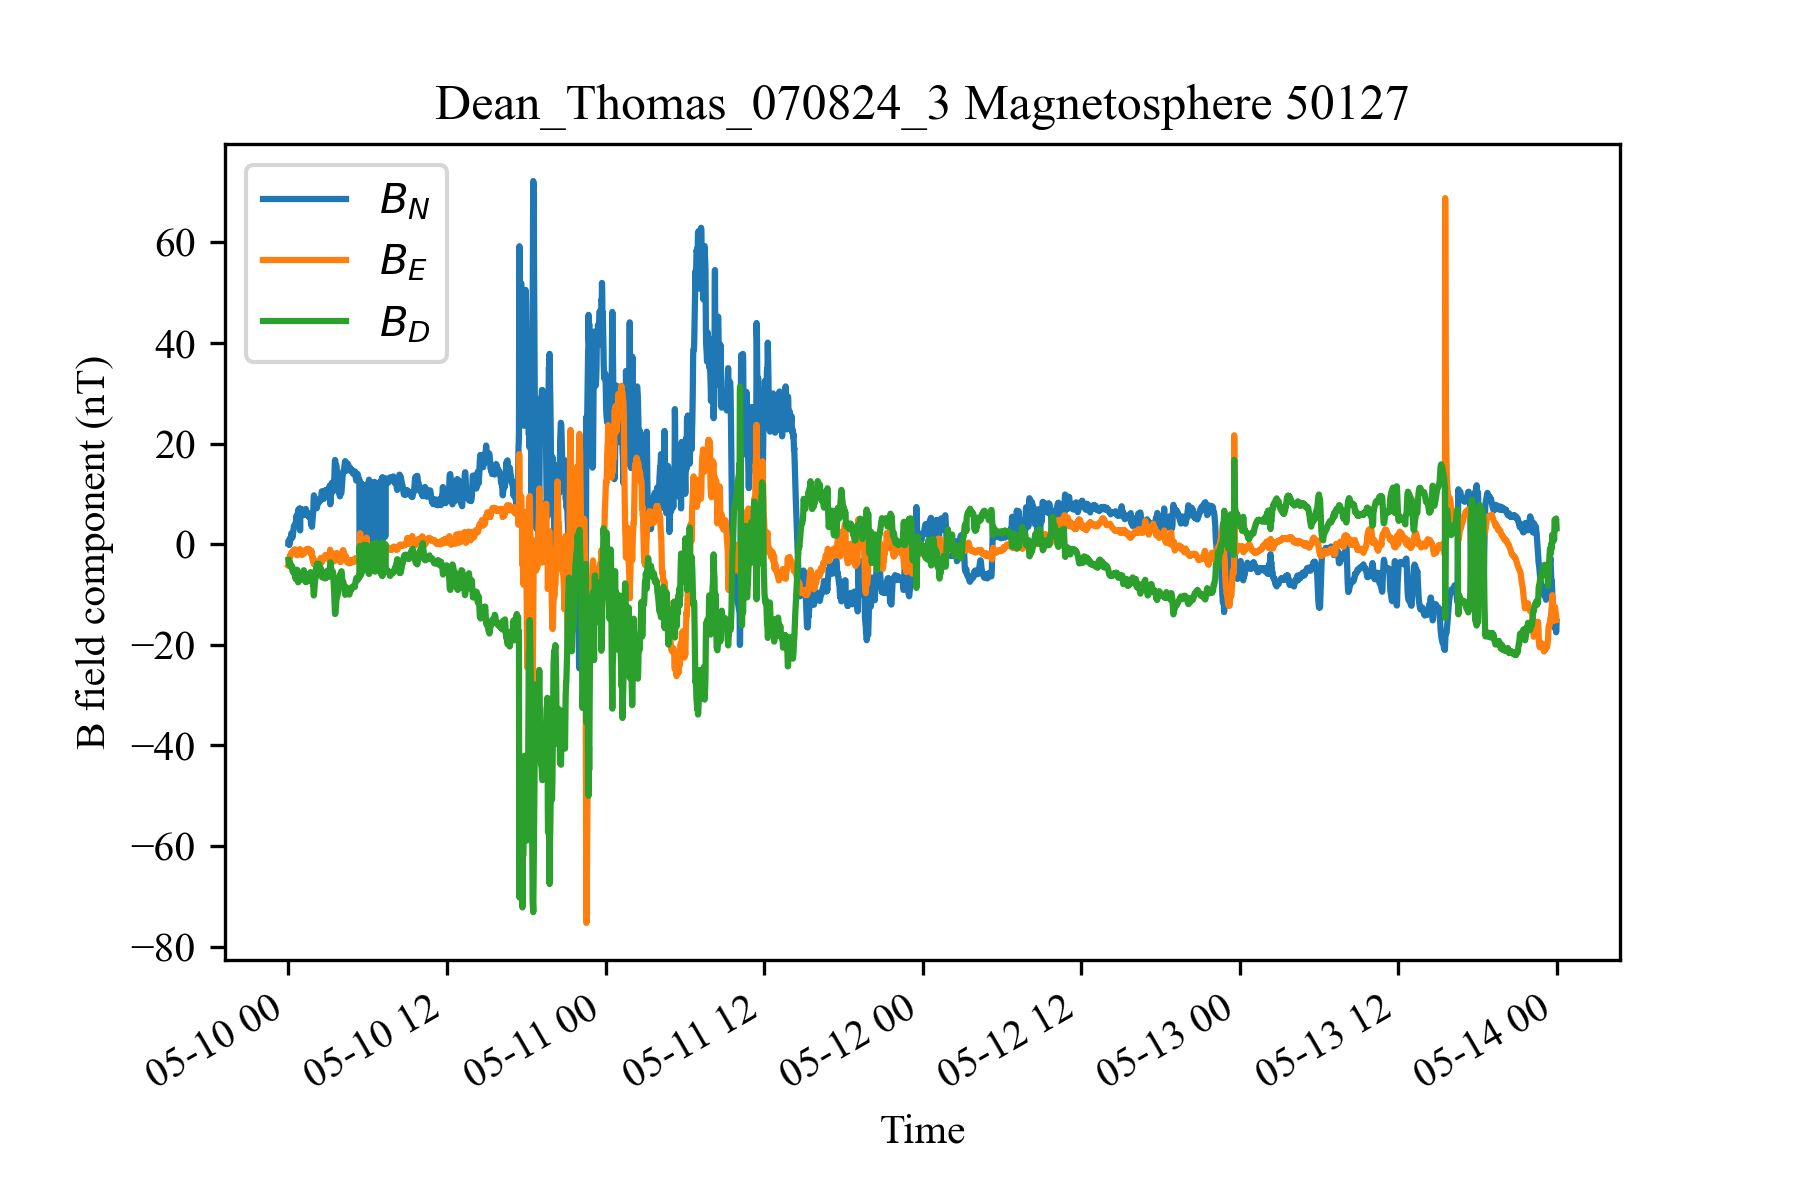 Dean_Thomas_070824_3 Magnetosphere 50127
B_N
B_E
B_D
B field component (nT)
60
40
20
0
−20
−40
−60
−80
05-10 00
05-10 12
05-11 00
05-11 12
05-12 00
05-12 12
05-13 00
05-13 12
05-14 00
Time